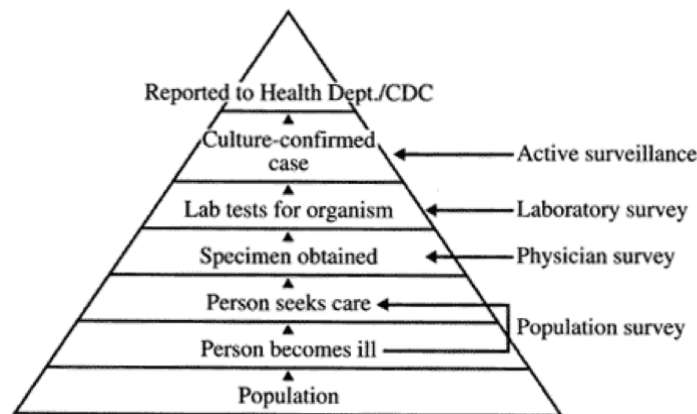 Reported to Health Dept./CDC
Culture-confirmed
case
Active surveillance
Lab tests for organism
Laboratory survey
Specimen obtained
Physician survey
Person seeks care
Population survey
Person becomes ill
Population